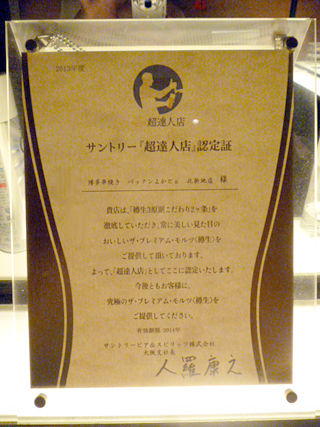 2013年度
超達人店
サントリー『超達人店』認定証
博多串焼き バッテンよかとぉ 北新地店 様
貴店は、「樽生3原則こだわり2ヶ条」を
徹底していただき、常に美しい見た目の
おいしいザ・プレミアム・モルツ〈樽生〉を
ご提供して頂いております。
よって、「超達人店」としてここに認定いたします。
今後ともお客様に、
究極のザ・プレミアム・モルツ〈樽生〉を
ご提供してください。
有効期限 2014年
サントリービア&スピリッツ株式会社
大阪支社長
人羅康之